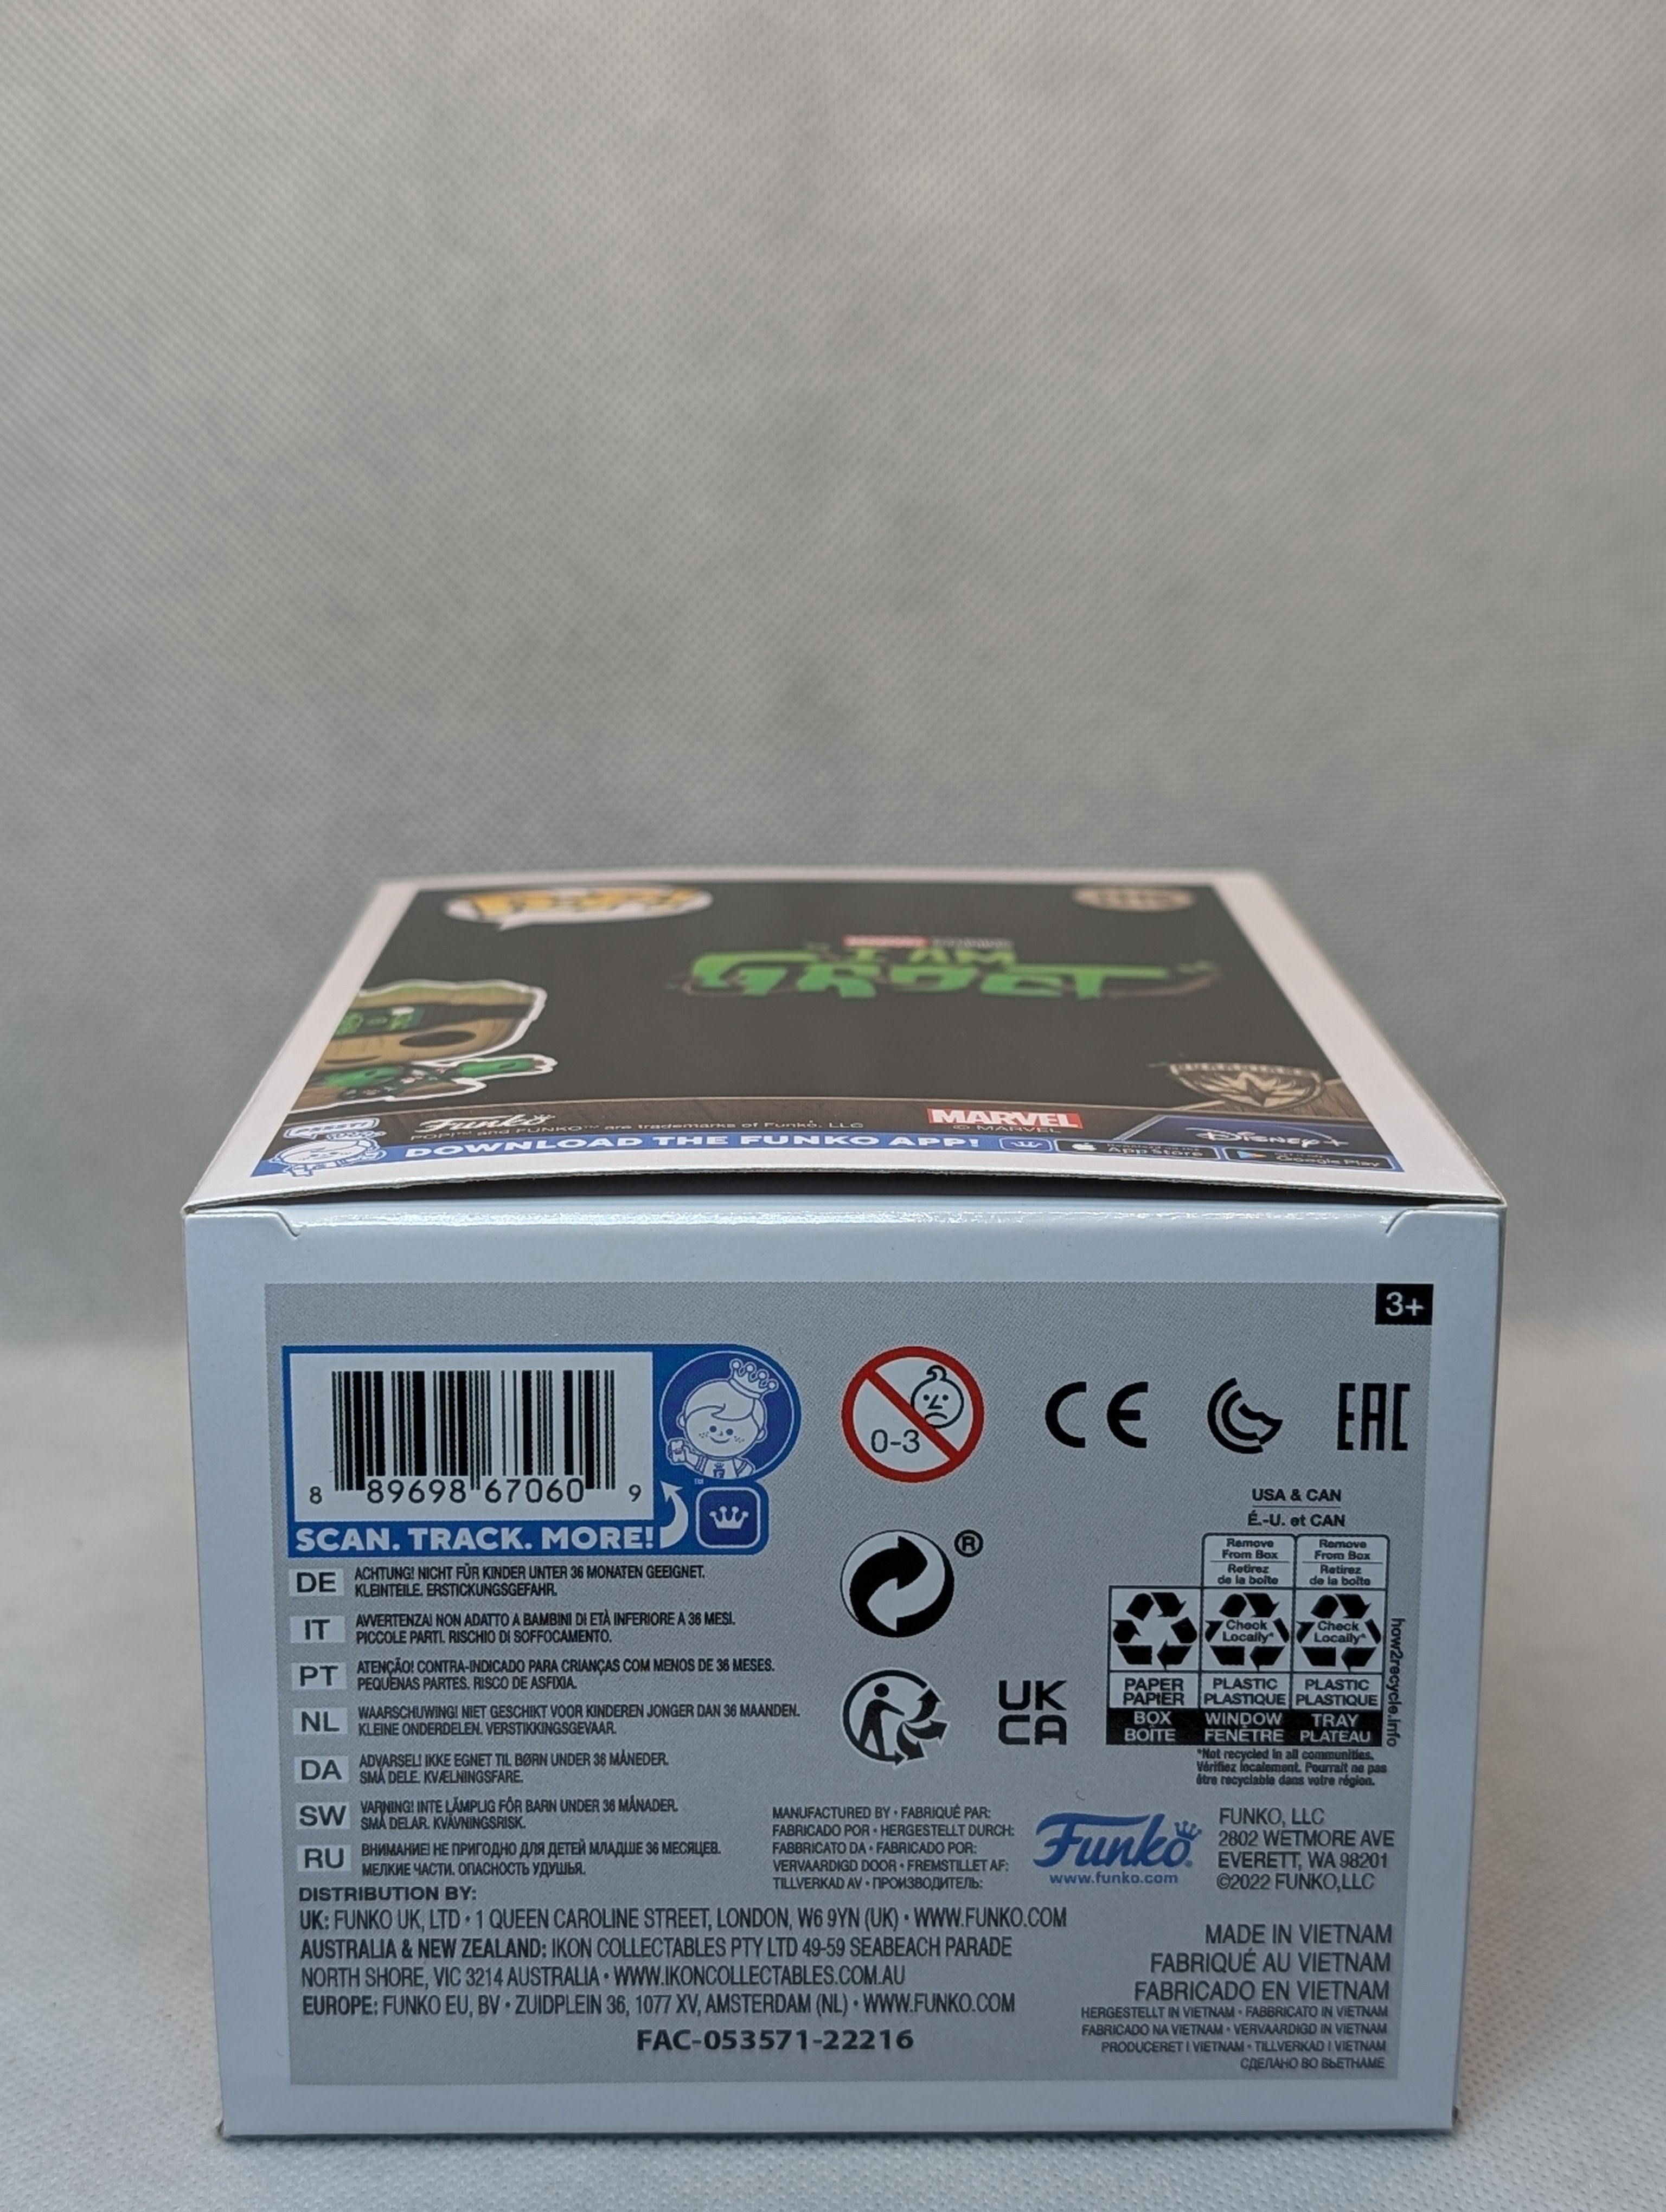 POP!
MARVEL STUDIOS
I AM
GROOT
GUARDIANS
Funko
POP!™ and FUNKO™ are trademarks of Funko, LLC
MARVEL
© MARVEL
Disney+
DOWNLOAD THE FUNKO APP!
App Store
Google Play
3+
8 89698 67060 9
SCAN. TRACK. MORE!
™
0-3
CE
EAC
DE ACHTUNG! NICHT FÜR KINDER UNTER 36 MONATEN GEEIGNET.
KLEINTEILE. ERSTICKUNGSGEFAHR.
IT AVVERTENZA! NON ADATTO A BAMBINI DI ETÀ INFERIORE A 36 MESI.
PICCOLE PARTI. RISCHIO DI SOFFOCAMENTO.
PT ATENÇÃO! CONTRA-INDICADO PARA CRIANÇAS COM MENOS DE 36 MESES.
PEQUENAS PARTES. RISCO DE ASFIXIA.
NL WAARSCHUWING! NIET GESCHIKT VOOR KINDEREN JONGER DAN 36 MAANDEN.
KLEINE ONDERDELEN. VERSTIKKINGSGEVAAR.
DA ADVARSEL! IKKE EGNET TIL BØRN UNDER 36 MÅNEDER.
SMÅ DELE. KVÆLNINGSFARE.
SW VARNING! INTE LÄMPLIG FÖR BARN UNDER 36 MÅNADER.
SMÅ DELAR. KVÄVNINGSRISK.
RU ВНИМАНИЕ! НЕ ПРИГОДНО ДЛЯ ДЕТЕЙ МЛАДШЕ 36 МЕСЯЦЕВ.
МЕЛКИЕ ЧАСТИ. ОПАСНОСТЬ УДУШЬЯ.
®
UK
CA
USA & CAN
É.-U. et CAN
Remove
From Box
Retirez
de la boîte
Remove
From Box
Retirez
de la boîte
Check
Locally*
Check
Locally*
PAPER
PAPIER
PLASTIC
PLASTIQUE
PLASTIC
PLASTIQUE
BOX
BOÎTE
WINDOW
FENÊTRE
TRAY
PLATEAU
how2recycle.info
*Not recycled in all communities.
Vérifiez localement. Pourrait ne pas
être recyclable dans votre région.
MANUFACTURED BY • FABRIQUÉ PAR:
FABRICADO POR • HERGESTELLT DURCH:
FABBRICATO DA • FABRICADO POR:
VERVAARDIGD DOOR • FREMSTILLET AF:
TILLVERKAD AV • ПРОИЗВОДИТЕЛЬ:
Funko
www.funko.com
FUNKO, LLC
2802 WETMORE AVE
EVERETT, WA 98201
©2022 FUNKO,LLC
DISTRIBUTION BY:
UK: FUNKO UK, LTD • 1 QUEEN CAROLINE STREET, LONDON, W6 9YN (UK) • WWW.FUNKO.COM
AUSTRALIA & NEW ZEALAND: IKON COLLECTABLES PTY LTD 49-59 SEABEACH PARADE
NORTH SHORE, VIC 3214 AUSTRALIA • WWW.IKONCOLLECTABLES.COM.AU
EUROPE: FUNKO EU, BV • ZUIDPLEIN 36, 1077 XV, AMSTERDAM (NL) • WWW.FUNKO.COM
FAC-053571-22216
MADE IN VIETNAM
FABRIQUÉ AU VIETNAM
FABRICADO EN VIETNAM
HERGESTELLT IN VIETNAM • FABBRICATO IN VIETNAM
FABRICADO NA VIETNAM • VERVAARDIGD IN VIETNAM
PRODUCERET I VIETNAM • TILLVERKAD I VIETNAM
СДЕЛАНО ВО ВЬЕТНАМЕ